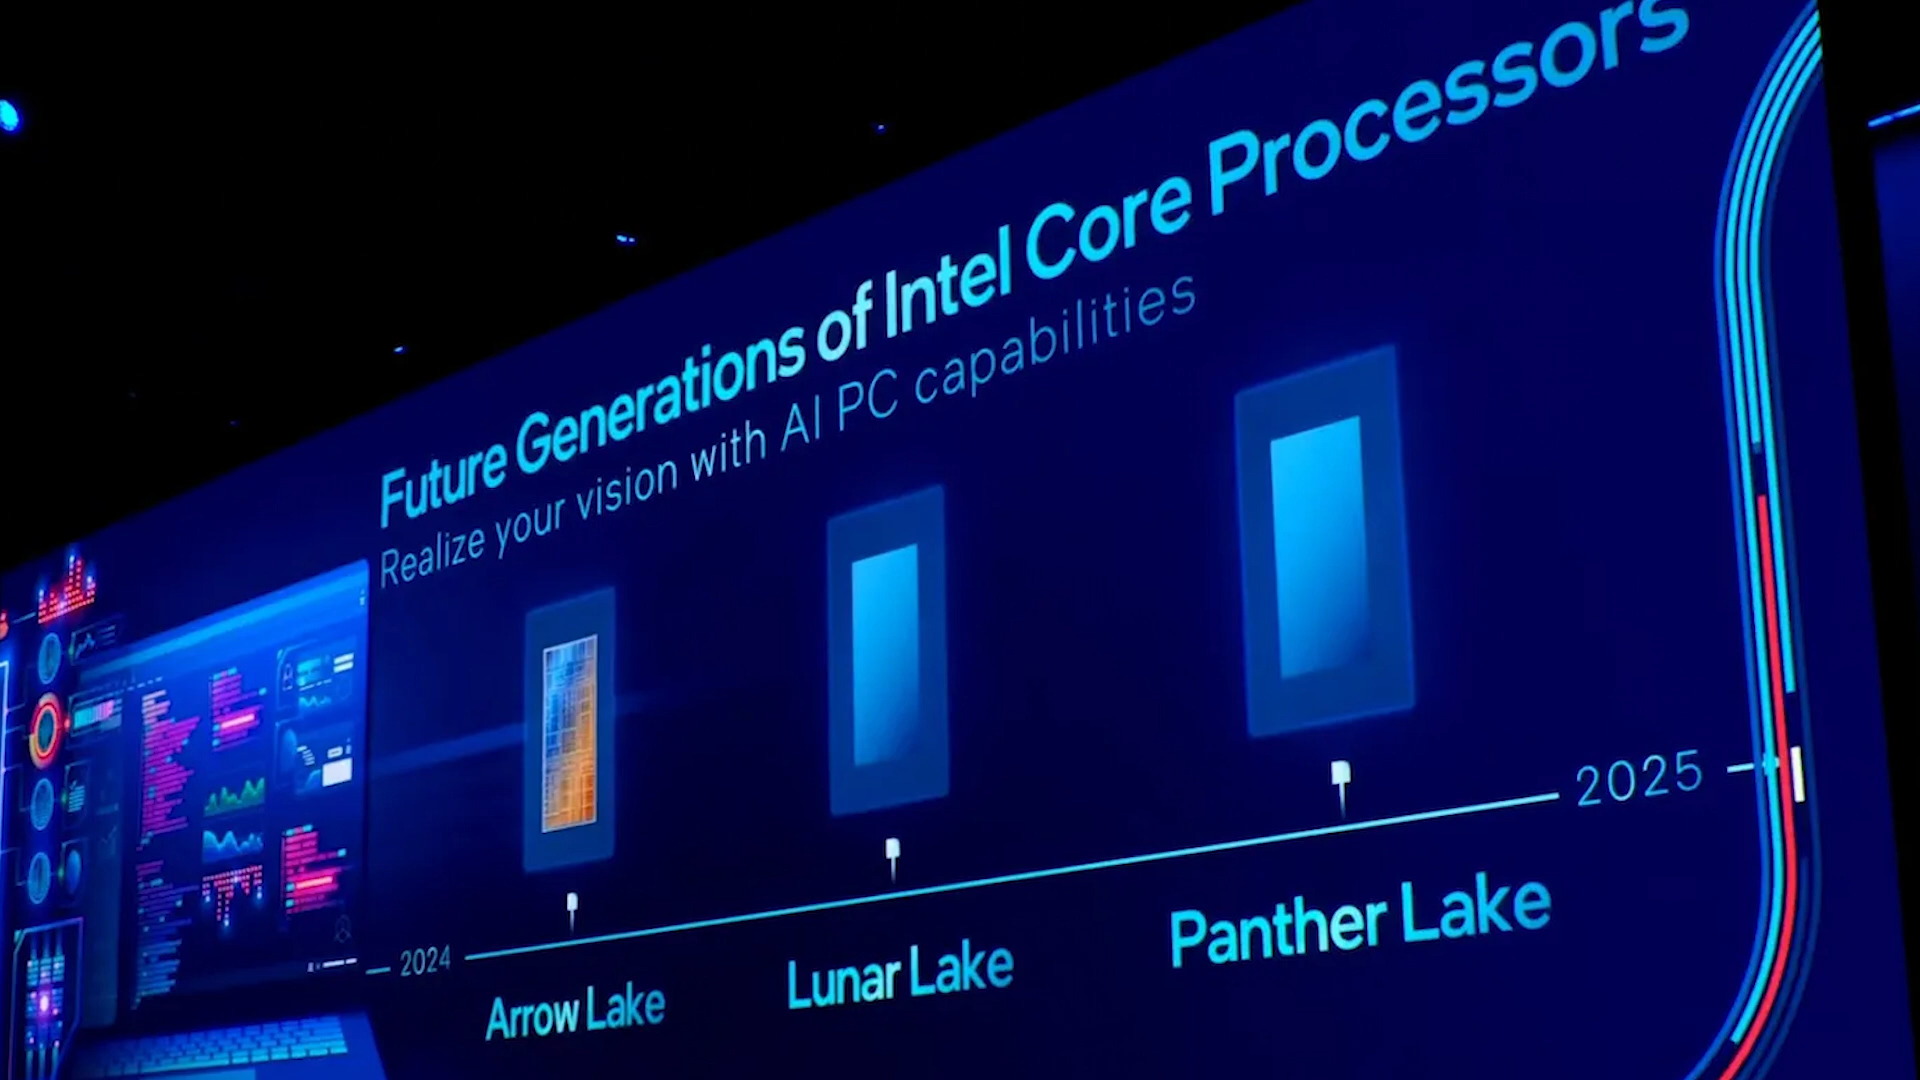 Future Generations of Intel Core Processors
Realize your vision with AI PC capabilities
2024
2025
Arrow Lake
Lunar Lake
Panther Lake